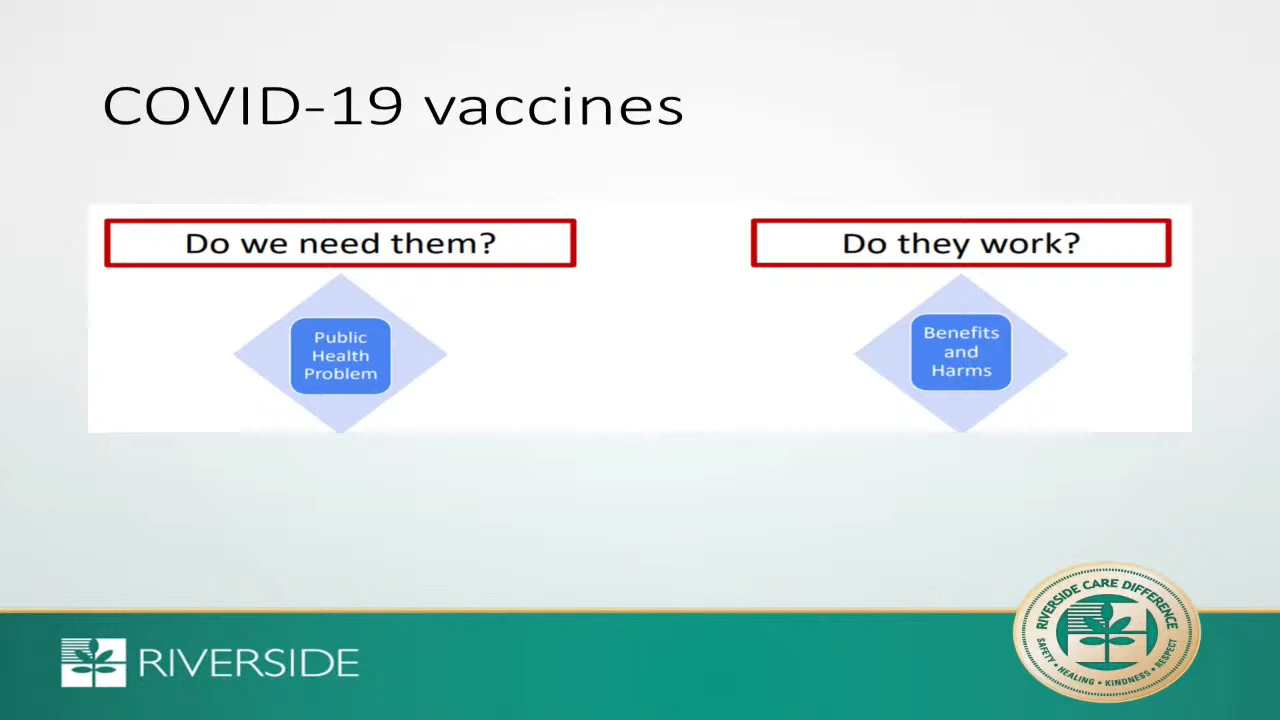 COVID-19 vaccines
Do we need them?
Do they work?
Public
Health
Problem
Benefits
and
Harms
RIVERSIDE
RIVERSIDE CARE DIFFERENCE
SAFETY • HEALING • KINDNESS • RESPECT